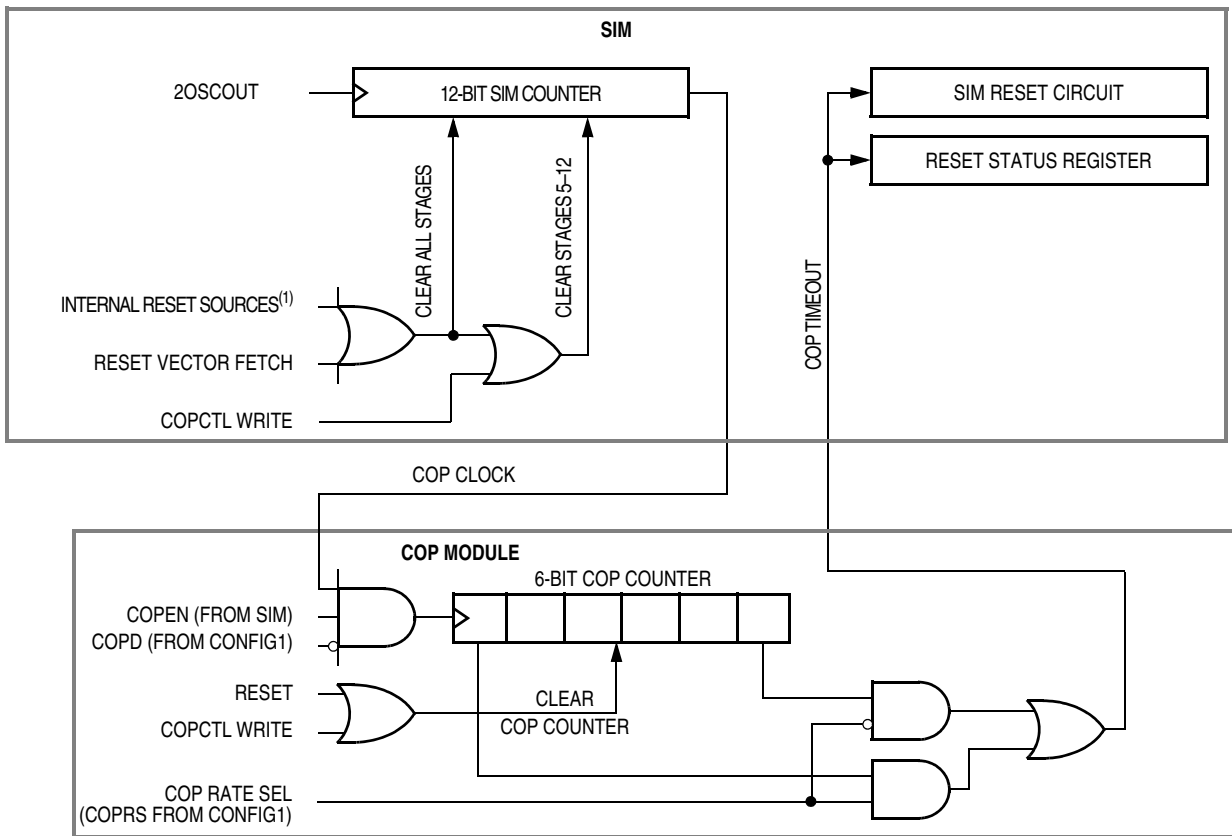 SIM
2OSCOUT
12-BIT SIM COUNTER
SIM RESET CIRCUIT
RESET STATUS REGISTER
CLEAR ALL STAGES
CLEAR STAGES 5–12
INTERNAL RESET SOURCES(1)
RESET VECTOR FETCH
COPCTL WRITE
COP TIMEOUT
COP CLOCK
COP MODULE
6-BIT COP COUNTER
COPEN (FROM SIM)
COPD (FROM CONFIG1)
RESET
COPCTL WRITE
CLEAR
COP COUNTER
COP RATE SEL
(COPRS FROM CONFIG1)